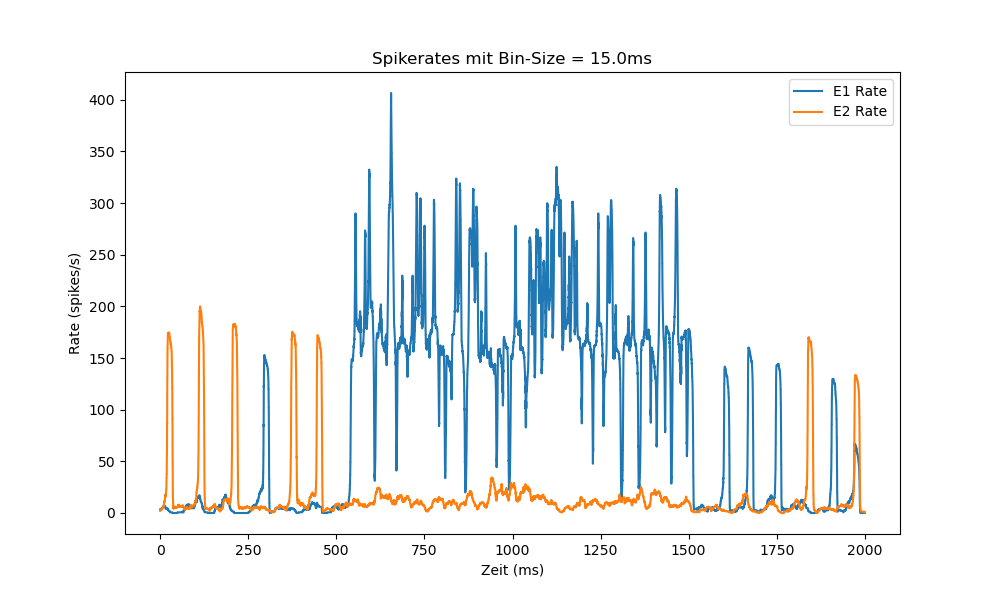 Spikerates mit Bin-Size = 15.0ms
E1 Rate
E2 Rate
Rate (spikes/s)
400
350
300
250
200
150
100
50
0
0 250 500 750 1000 1250 1500 1750 2000
Zeit (ms)